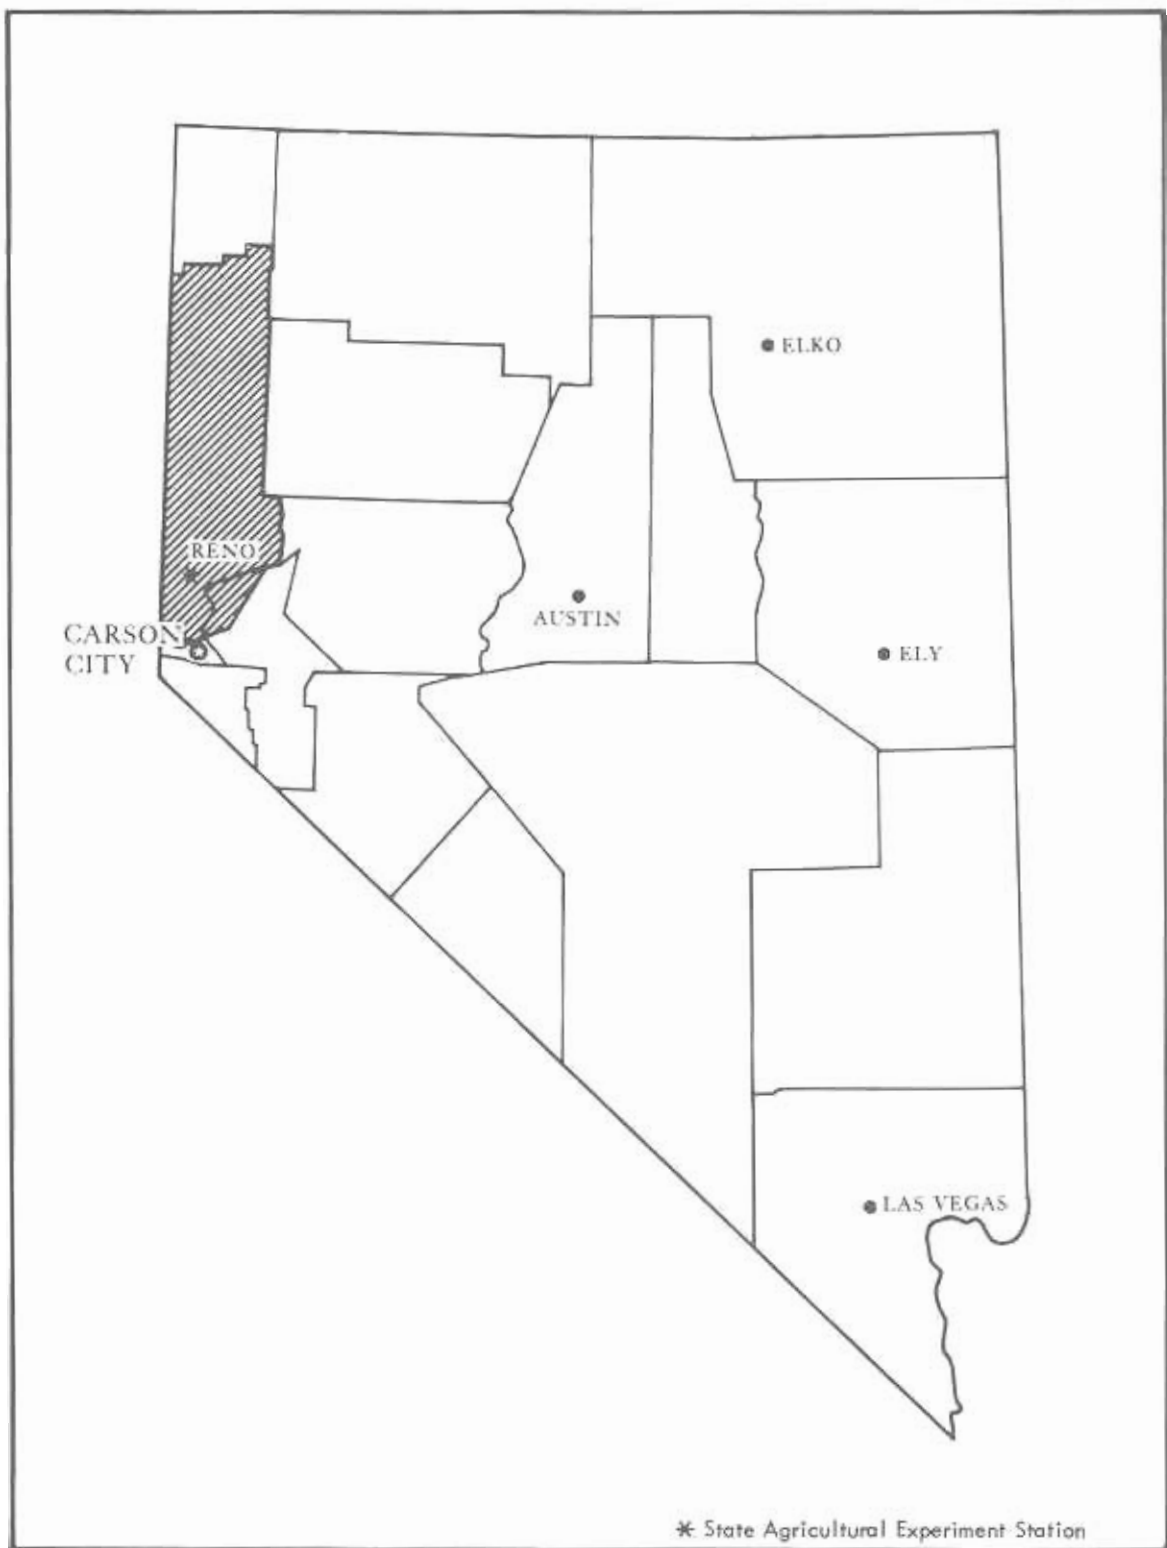 ELKO
RENO
AUSTIN
CARSON
CITY
ELY
LAS VEGAS
* State Agricultural Experiment Station